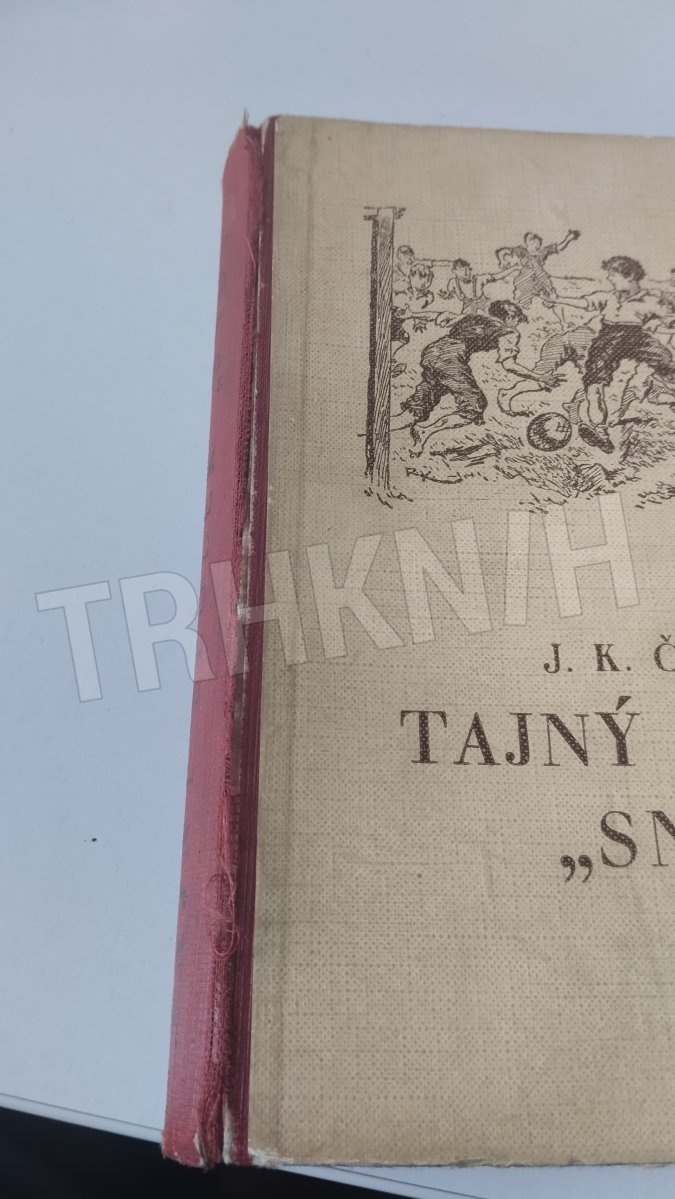 R.K.
TRHKNIH
J. K. Č
TAJNÝ
„SN